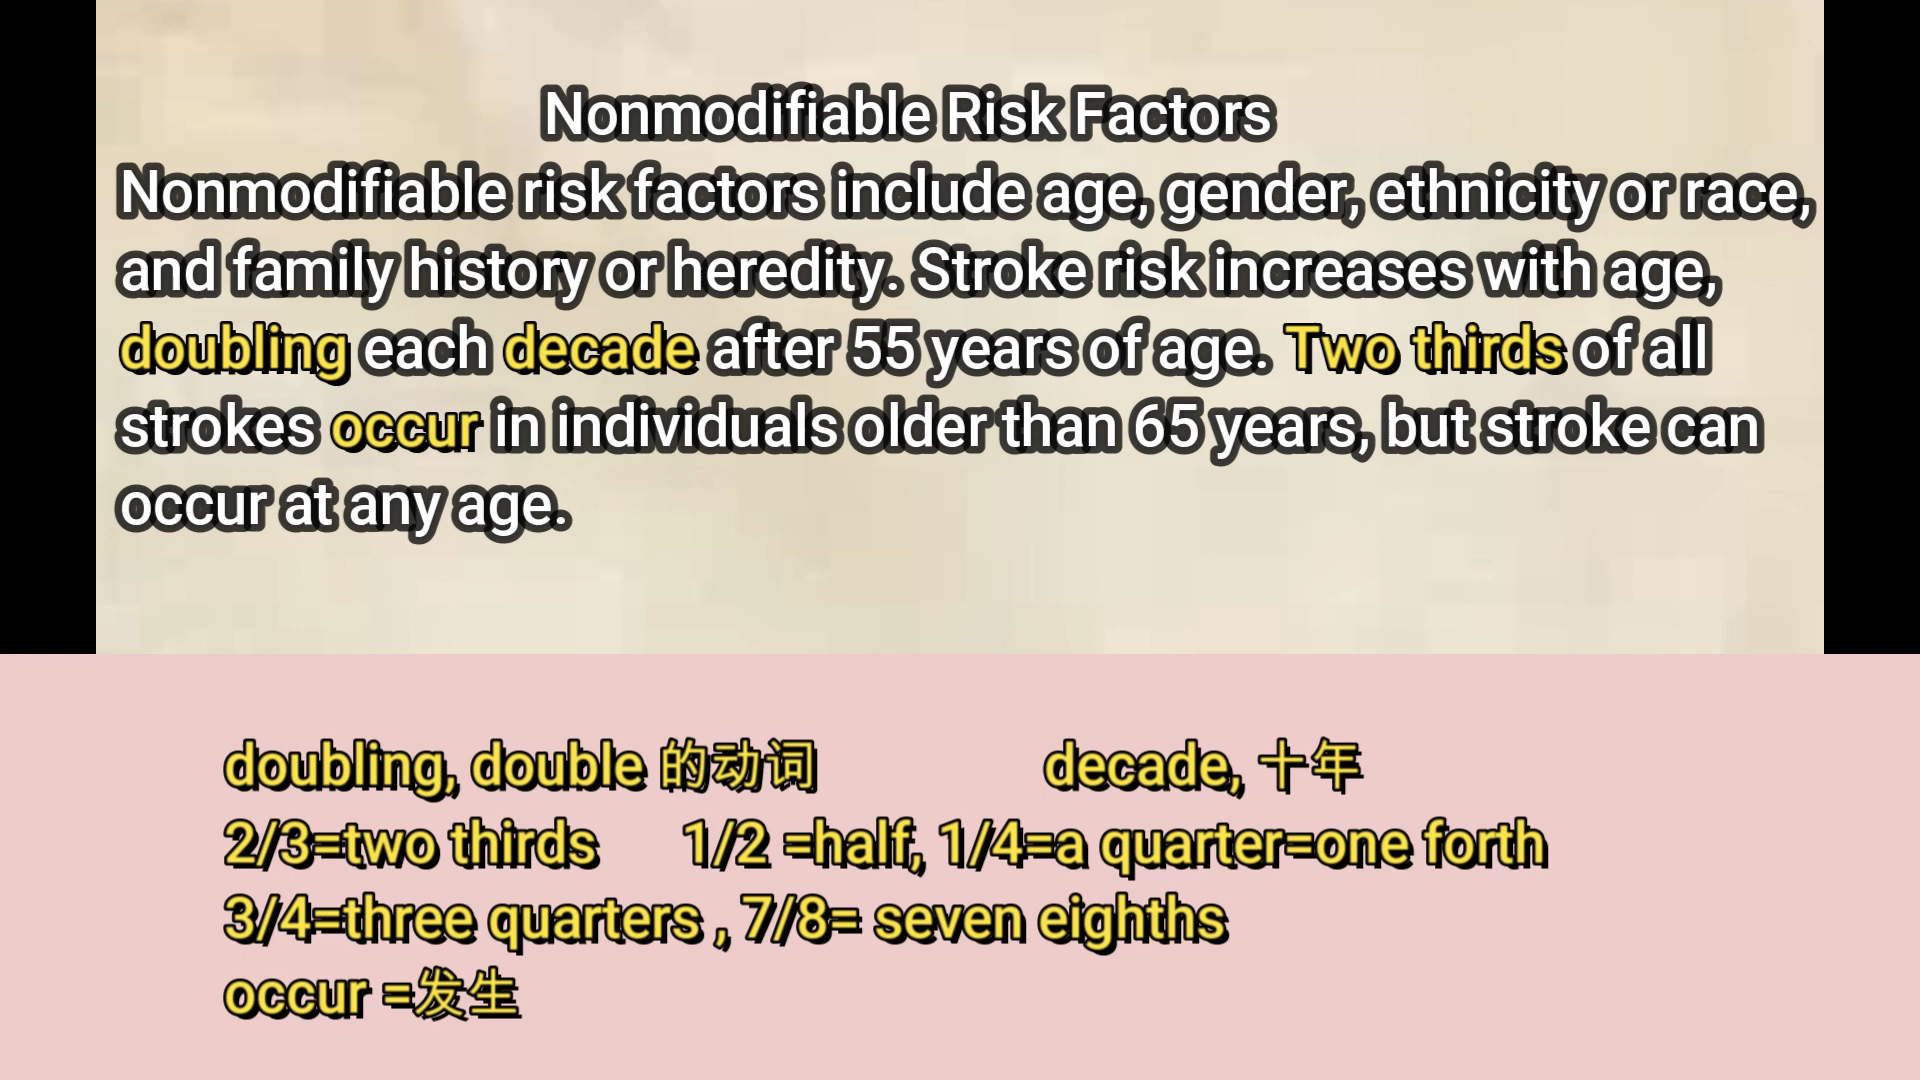 Nonmodifiable Risk Factors
Nonmodifiable risk factors include age, gender, ethnicity or race,
and family history or heredity. Stroke risk increases with age,
doubling each decade after 55 years of age. Two thirds of all
strokes occur in individuals older than 65 years, but stroke can
occur at any age.
doubling, double 的动词 decade, 十年
2/3=two thirds 1/2 =half, 1/4=a quarter=one forth
3/4=three quarters , 7/8= seven eighths
occur =发生